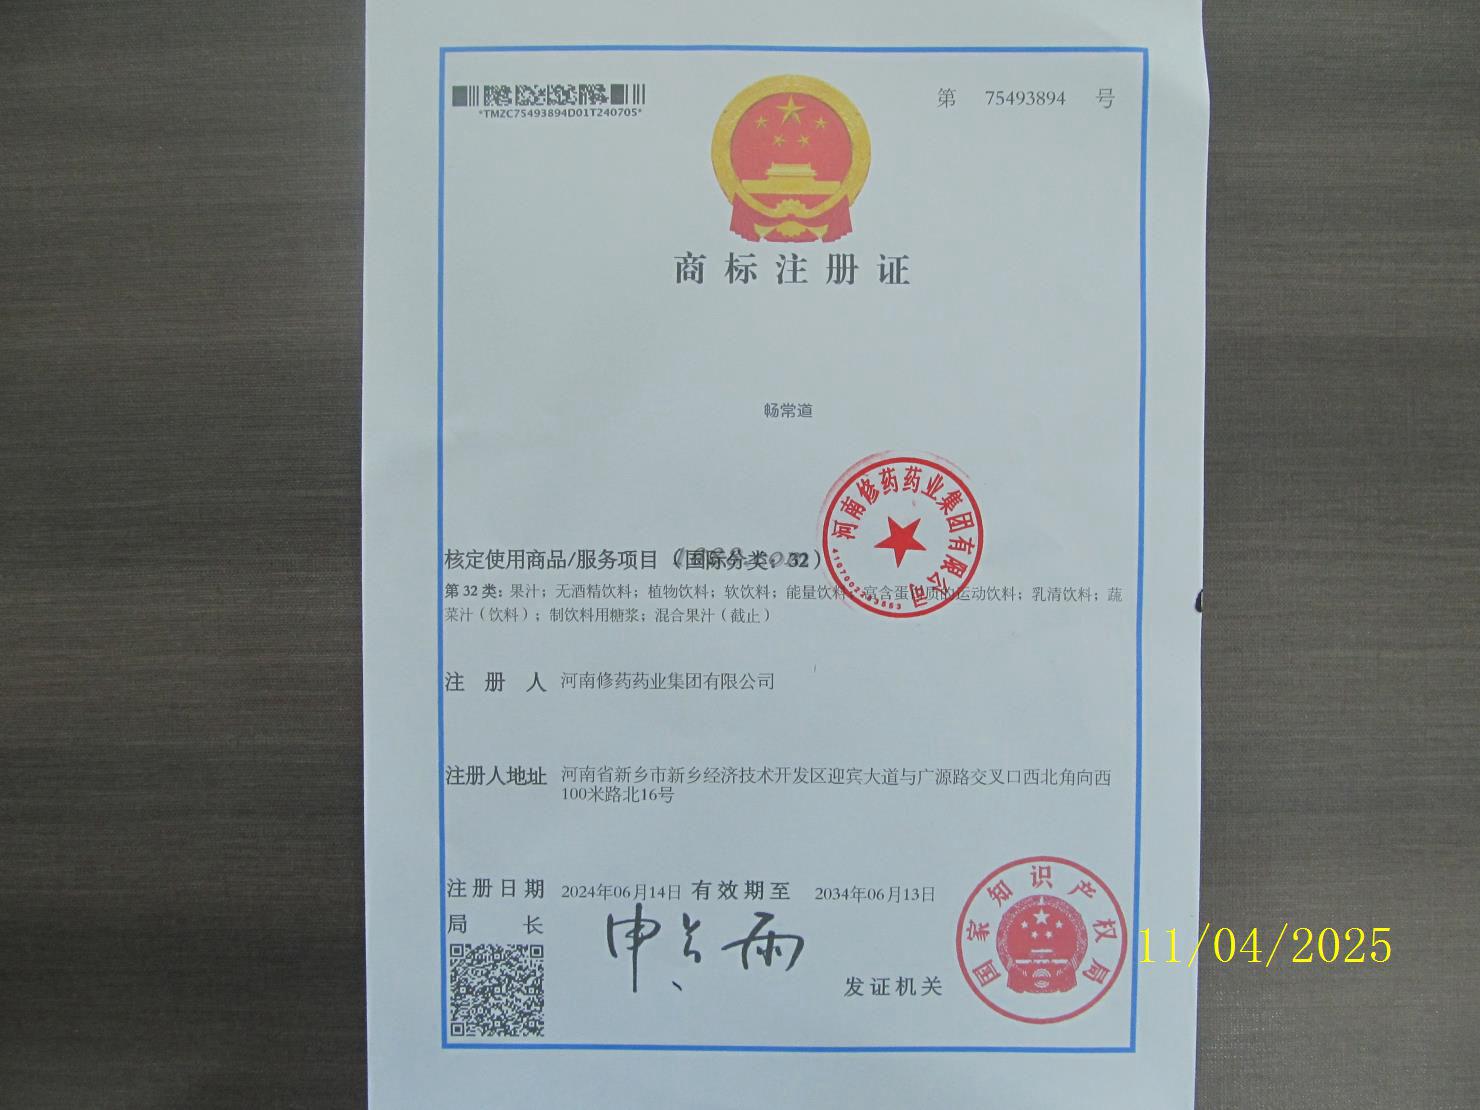 *TMZC75493894D01T240705*
第 75493894 号
商标注册证
畅常道
核定使用商品/服务项目（国际分类：32）
第 32 类：果汁；无酒精饮料；植物饮料；软饮料；能量饮料；富含蛋白质的运动饮料；乳清饮料；蔬
菜汁（饮料）；制饮料用糖浆；混合果汁（截止）
河南修药药业集团有限公司
注册人 河南修药药业集团有限公司
注册人地址 河南省新乡市新乡经济技术开发区迎宾大道与广源路交叉口西北角向西
100米路北16号
注册日期 2024年06月14日 有效期至 2034年06月13日
局长 申长雨
发证机关
国家知识产权局
11/04/2025